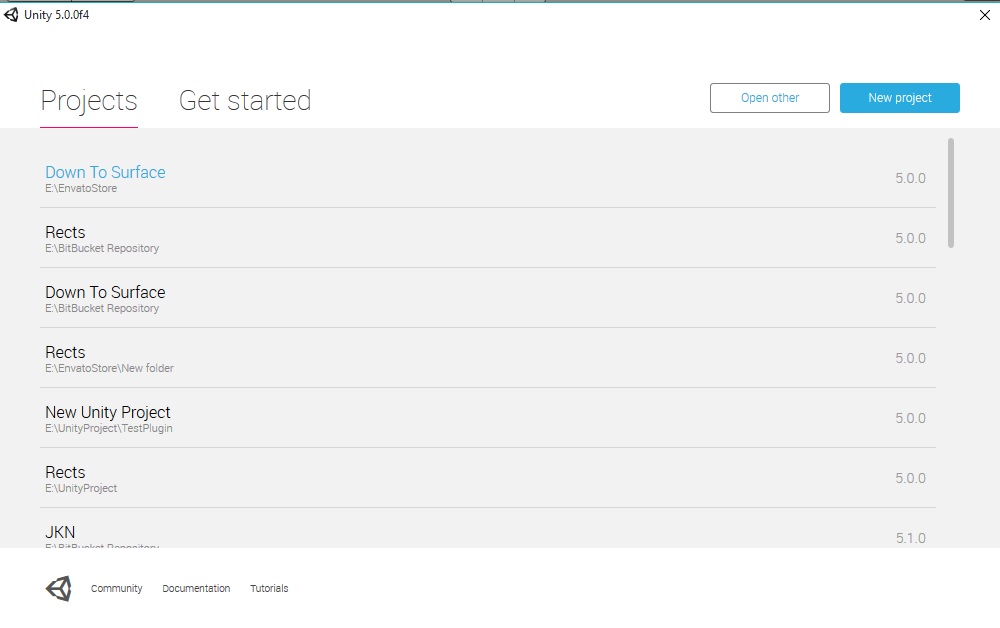 Unity 5.0.0f4
Projects Get started Open other New project
Down To Surface
E:\EnvatoStore
5.0.0
Rects
E:\BitBucket Repository
5.0.0
Down To Surface
E:\BitBucket Repository
5.0.0
Rects
E:\EnvatoStore\New folder
5.0.0
New Unity Project
E:\UnityProject\TestPlugin
5.0.0
Rects
E:\UnityProject
5.0.0
JKN
E:\BitBucket Repository
5.1.0
Community Documentation Tutorials